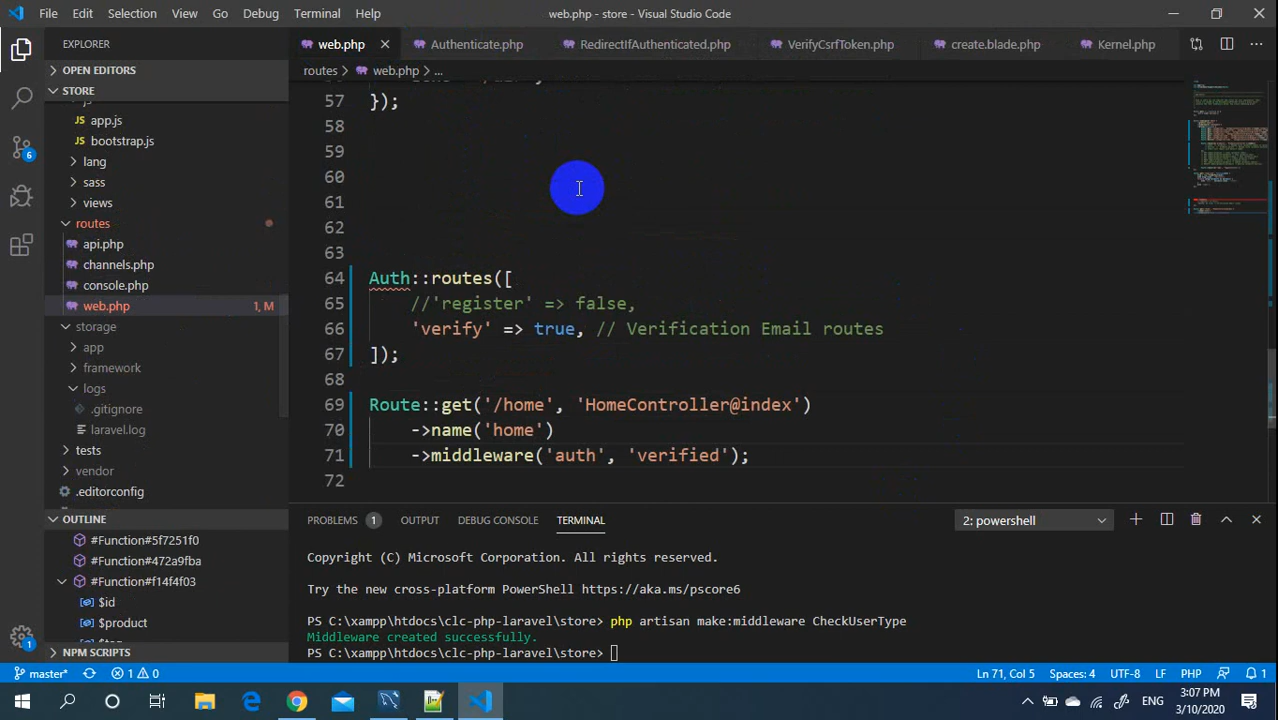 File Edit Selection View Go Debug Terminal Help web.php - store - Visual Studio Code
EXPLORER
OPEN EDITORS
STORE
js
app.js
bootstrap.js
lang
sass
views
routes
api.php
channels.php
console.php
web.php 1, M
storage
app
framework
logs
.gitignore
laravel.log
tests
vendor
.editorconfig
OUTLINE
#Function#5f7251f0
#Function#472a9fba
#Function#f14f4f03
$id
$product
NPM SCRIPTS
6
1
web.php Authenticate.php RedirectIfAuthenticated.php VerifyCsrfToken.php create.blade.php Kernel.php
routes > web.php > ...
57 });
58
59
60
61
62
63
64 Auth::routes([
65 //'register' => false,
66 'verify' => true, // Verification Email routes
67 ]);
68
69 Route::get('/home', 'HomeController@index')
70 ->name('home')
71 ->middleware('auth', 'verified');
72
PROBLEMS 1 OUTPUT DEBUG CONSOLE TERMINAL 2: powershell
Copyright (C) Microsoft Corporation. All rights reserved.
Try the new cross-platform PowerShell https://aka.ms/pscore6
PS C:\xampp\htdocs\clc-php-laravel\store> php artisan make:middleware CheckUserType
Middleware created successfully.
PS C:\xampp\htdocs\clc-php-laravel\store>
master* 1 0 Ln 71, Col 5 Spaces: 4 UTF-8 LF PHP 1
ENG 3:07 PM
3/10/2020